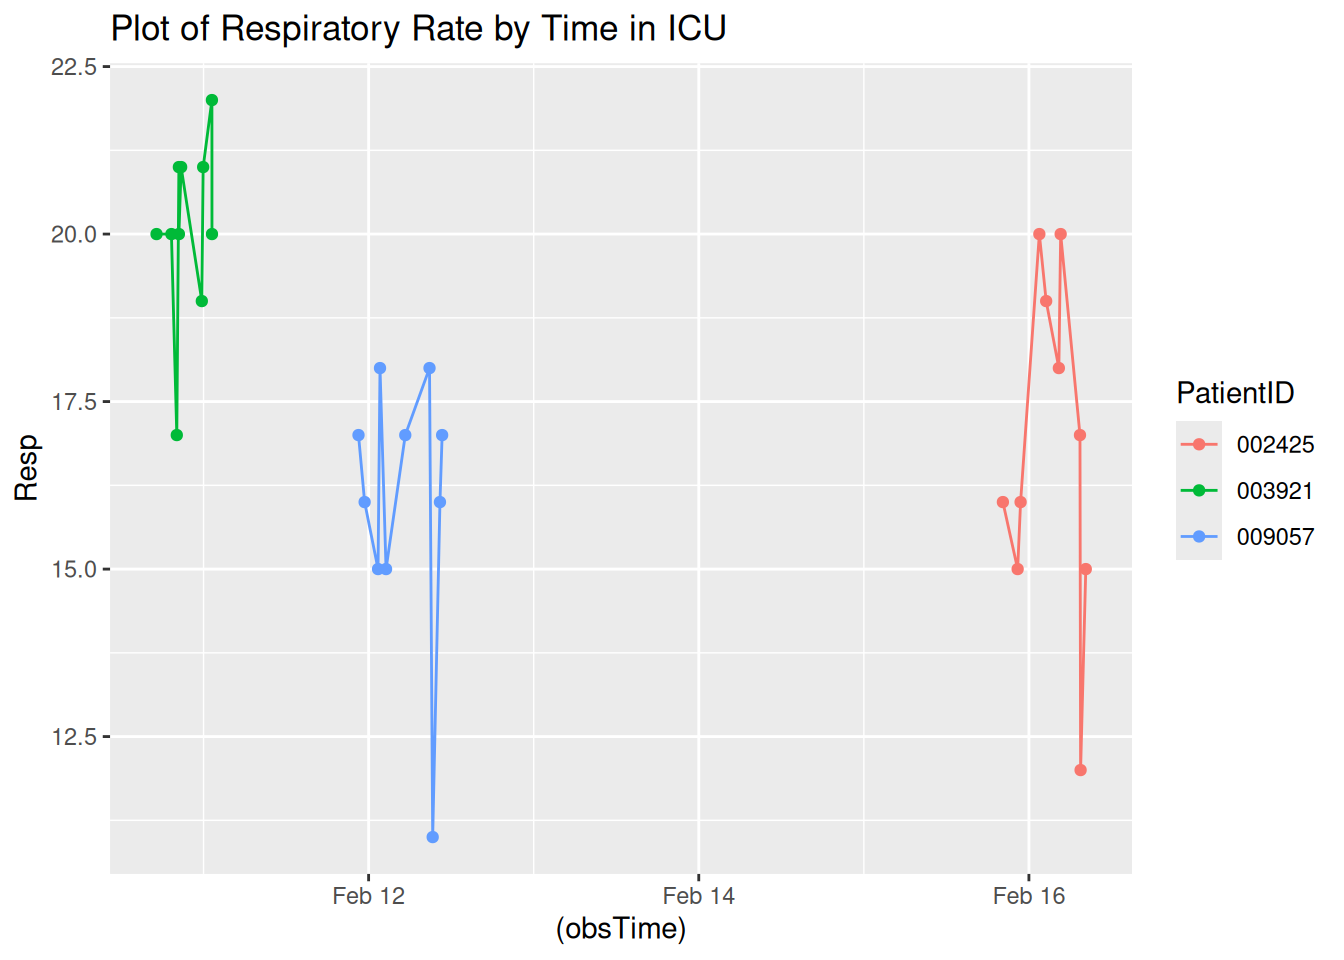 Plot of Respiratory Rate by Time in ICU
22.5
20.0
17.5
15.0
12.5
Resp
Feb 12
Feb 14
Feb 16
(obsTime)
PatientID
002425
003921
009057